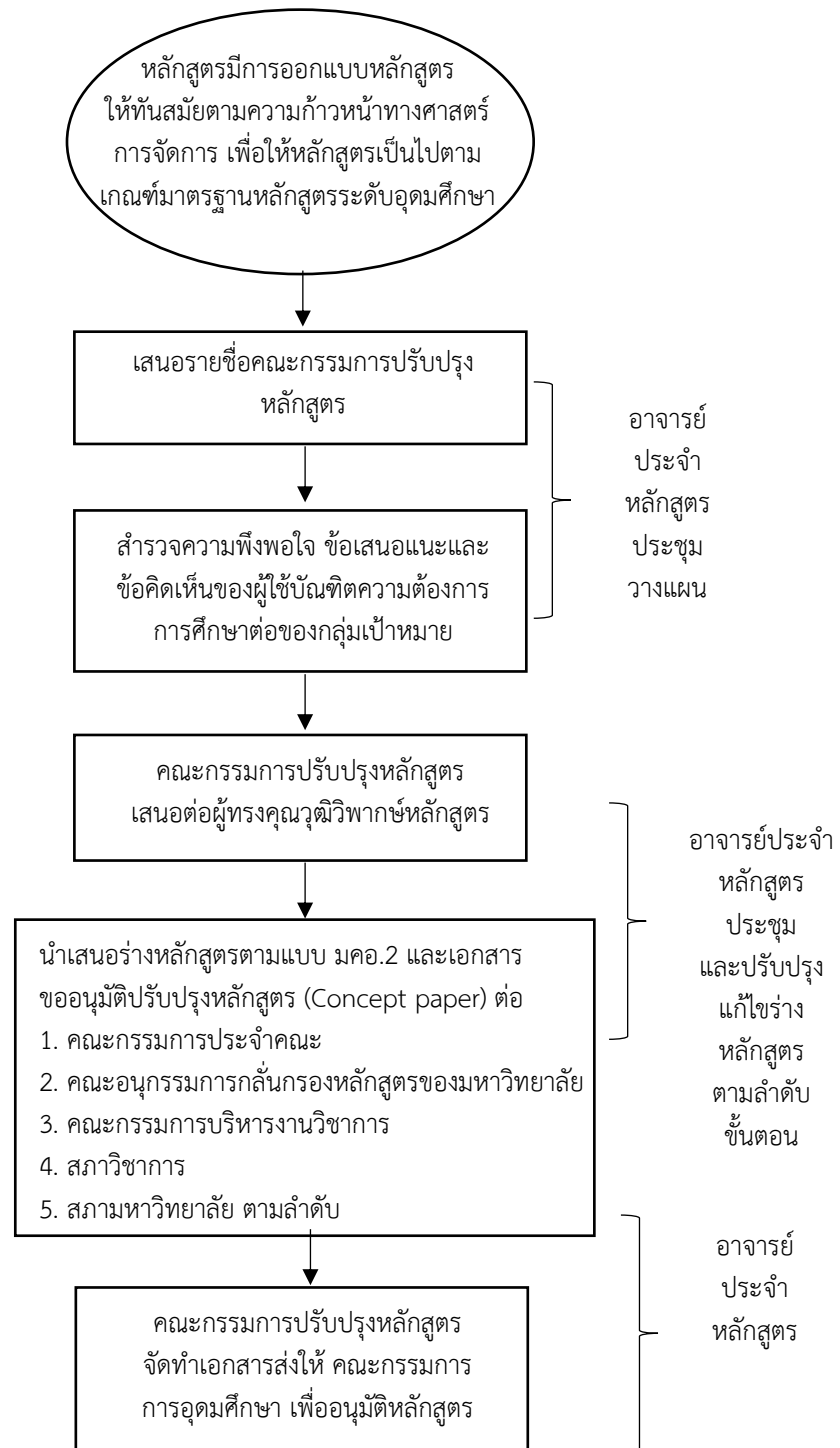 หลักสูตรมีการออกแบบหลักสูตร
ให้ทันสมัยตามความก้าวหน้าทางศาสตร์
การจัดการ เพื่อให้หลักสูตรเป็นไปตาม
เกณฑ์มาตรฐานหลักสูตรระดับอุดมศึกษา
เสนอรายชื่อคณะกรรมการปรับปรุง
หลักสูตร
สำรวจความพึงพอใจ ข้อเสนอแนะและ
ข้อคิดเห็นของผู้ใช้บัณฑิตความต้องการ
การศึกษาต่อของกลุ่มเป้าหมาย
อาจารย์
ประจำ
หลักสูตร
ประชุม
วางแผน
คณะกรรมการปรับปรุงหลักสูตร
เสนอต่อผู้ทรงคุณวุฒิวิพากษ์หลักสูตร
นำเสนอร่างหลักสูตรตามแบบ มคอ.2 และเอกสาร
ขออนุมัติปรับปรุงหลักสูตร (Concept paper) ต่อ
1. คณะกรรมการประจำคณะ
2. คณะอนุกรรมการกลั่นกรองหลักสูตรของมหาวิทยาลัย
3. คณะกรรมการบริหารงานวิชาการ
4. สภาวิชาการ
5. สภามหาวิทยาลัย ตามลำดับ
อาจารย์ประจำ
หลักสูตร
ประชุม
และปรับปรุง
แก้ไขร่าง
หลักสูตร
ตามลำดับ
ขั้นตอน
คณะกรรมการปรับปรุงหลักสูตร
จัดทำเอกสารส่งให้ คณะกรรมการ
การอุดมศึกษา เพื่ออนุมัติหลักสูตร
อาจารย์
ประจำ
หลักสูตร